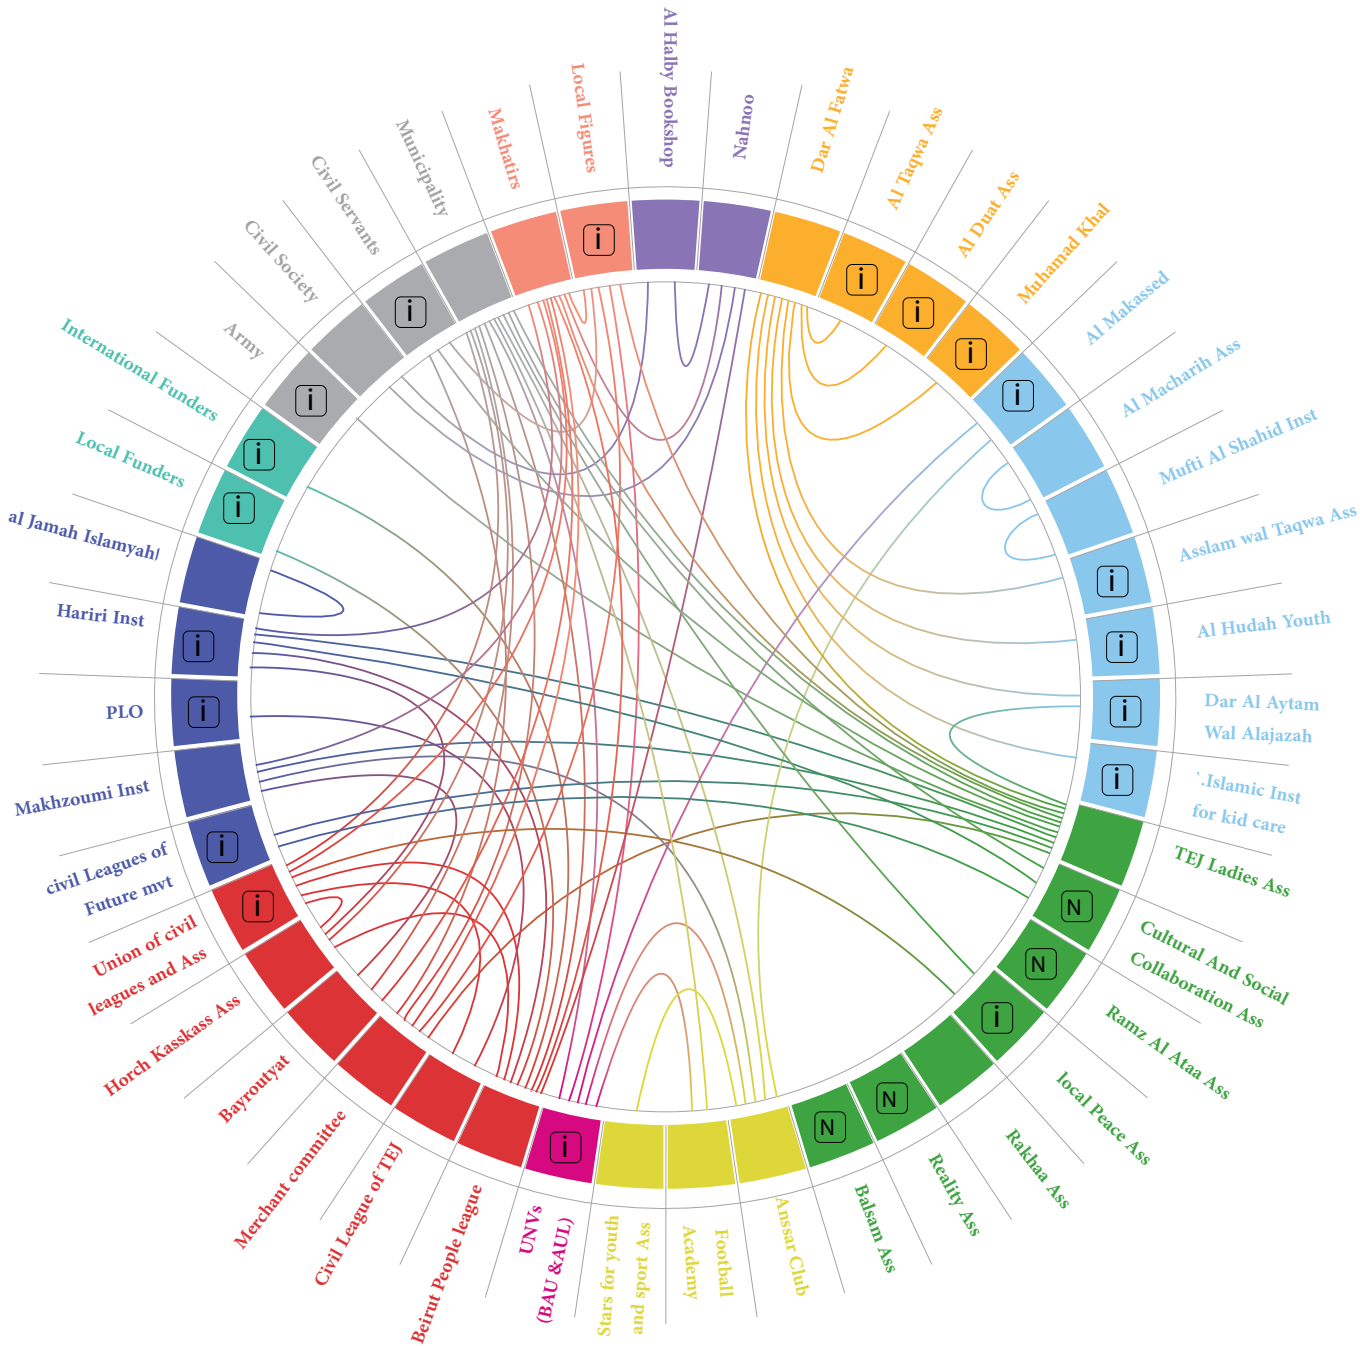 Al Halby Bookshop
Nahnoo
Dar Al Fatwa
Al Taqwa Ass
Al Duat Ass
Muhamad Khal
Al Makassed
Al Macharih Ass
Mufti Al Shahid Inst
Asslam wal Taqwa Ass
Al Hudah Youth
Dar Al Aytam
Wal Alajazah
.Islamic Inst
for kid care
TEJ Ladies Ass
Cultural And Social
Collaboration Ass
Ramz Al Ataa Ass
local Peace Ass
Rakhaa Ass
Reality Ass
Balsam Ass
Anssar Club
Football
Academy
Stars for youth
and sport Ass
UNVs
(BAU &AUL)
Beirut People league
Civil League of TEJ
Merchant committee
Bayroutyat
Horch Kasskass Ass
Union of civil
leagues and Ass
civil Leagues of
Future mvt
Makhzoumi Inst
PLO
Hariri Inst
al Jamah Islamyah/
Local Funders
International Funders
Army
Civil Society
Civil Servants
Municipality
Makhatirs
Local Figures
i
i
i
i
i
i
i
i
i
N
N
i
N
N
i
i
i
i
i
i
i
i
i